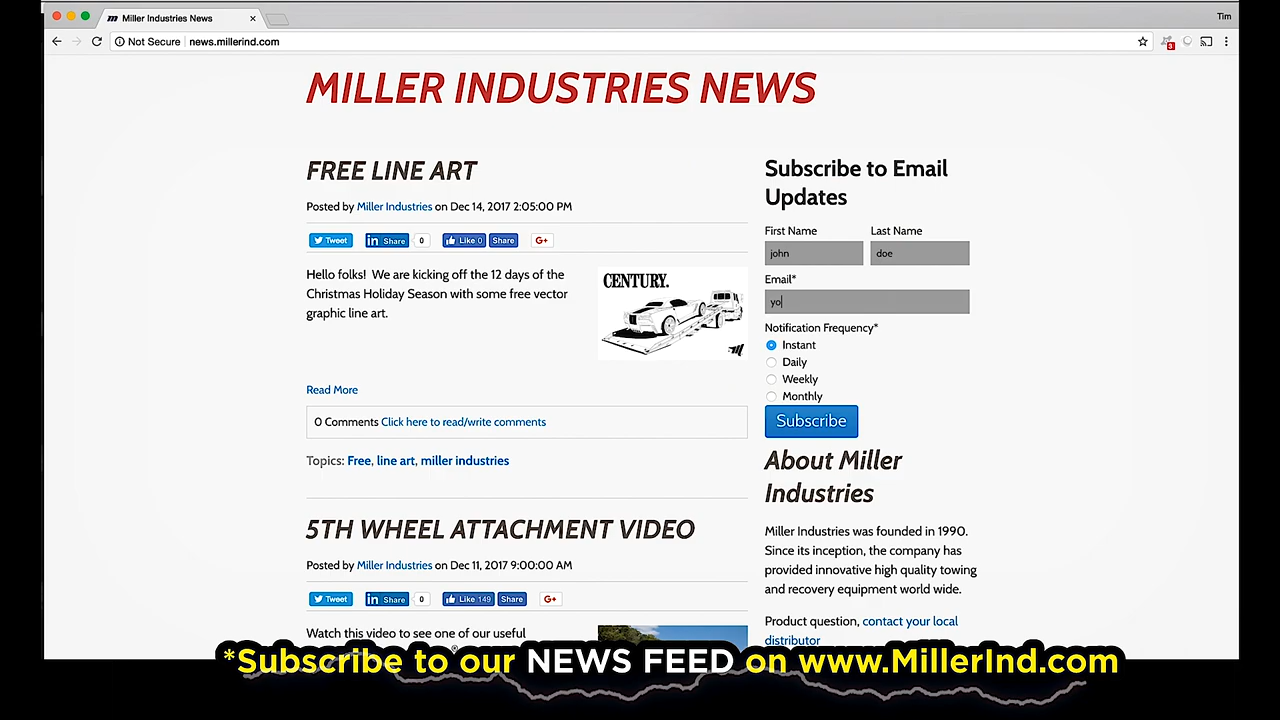 Miller Industries News
Tim
Not Secure news.millerind.com
3
MILLER INDUSTRIES NEWS
FREE LINE ART
Posted by Miller Industries on Dec 14, 2017 2:05:00 PM
Tweet in Share 0 Like 0 Share G+
Hello folks! We are kicking off the 12 days of the
Christmas Holiday Season with some free vector
graphic line art.
CENTURY.
Read More
0 Comments Click here to read/write comments
Topics: Free, line art, miller industries
5TH WHEEL ATTACHMENT VIDEO
Posted by Miller Industries on Dec 11, 2017 9:00:00 AM
Tweet in Share 0 Like 149 Share G+
Watch this video to see one of our useful
Subscribe to Email
Updates
First Name Last Name
john doe
Email*
yo
Notification Frequency*
Instant
Daily
Weekly
Monthly
Subscribe
About Miller
Industries
Miller Industries was founded in 1990.
Since its inception, the company has
provided innovative high quality towing
and recovery equipment world wide.
Product question, contact your local
distributor
*Subscribe to our NEWS FEED on www.MillerInd.com